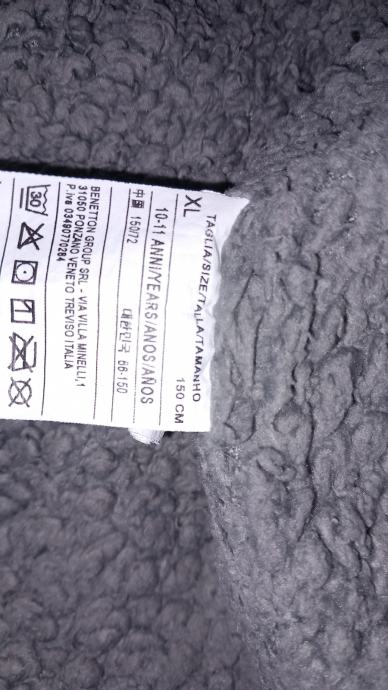 TAGLIA/SIZE/TALLA/TAMANHO
XL 150 CM
10-11 ANNI/YEARS/ANOS/AÑOS
中国 150/72 대한민국 66-150
BENETTON GROUP SRL - VIA VILLA MINELLI,1
31050 PONZANO VENETO TREVISO ITALIA
P.iva 03490770264
30